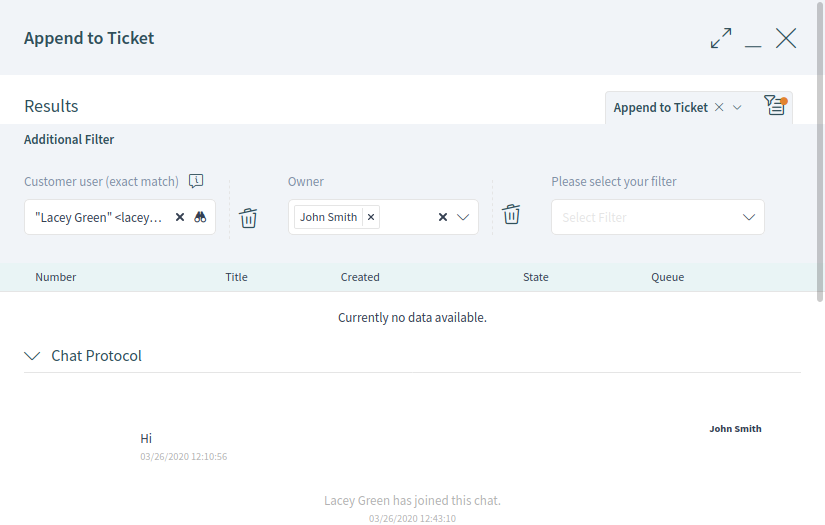 Append to Ticket
Results
Append to Ticket
Additional Filter
Customer user (exact match)
Owner
Please select your filter
"Lacey Green" <lacey...
John Smith
Select Filter
Number Title Created State Queue
Currently no data available.
Chat Protocol
John Smith
Hi
03/26/2020 12:10:56
Lacey Green has joined this chat.
03/26/2020 12:43:10